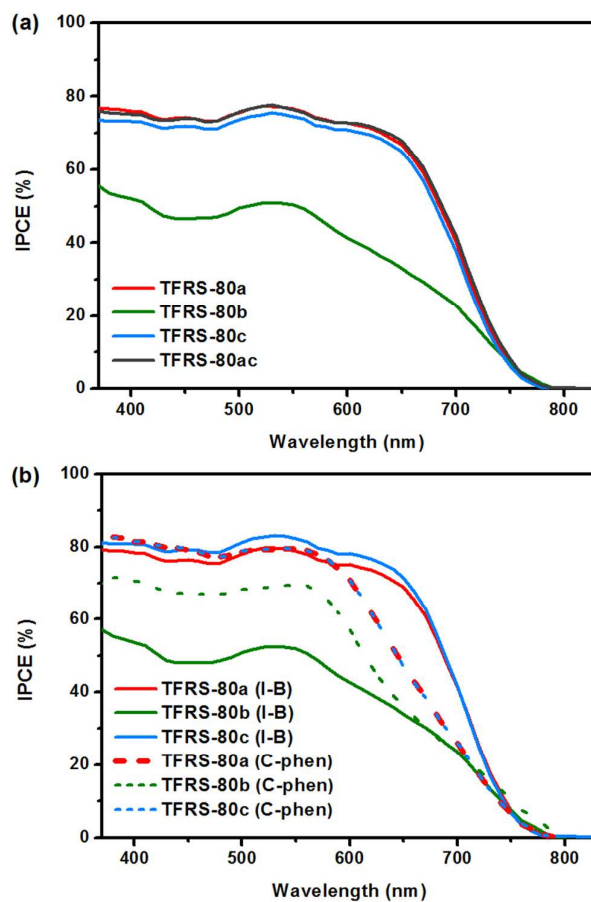 (a)
100
80
60
40
20
0
IPCE (%)
TFRS-80a
TFRS-80b
TFRS-80c
TFRS-80ac
400 500 600 700 800
Wavelength (nm)
(b)
100
80
60
40
20
0
IPCE (%)
TFRS-80a (I-B)
TFRS-80b (I-B)
TFRS-80c (I-B)
TFRS-80a (C-phen)
TFRS-80b (C-phen)
TFRS-80c (C-phen)
400 500 600 700 800
Wavelength (nm)